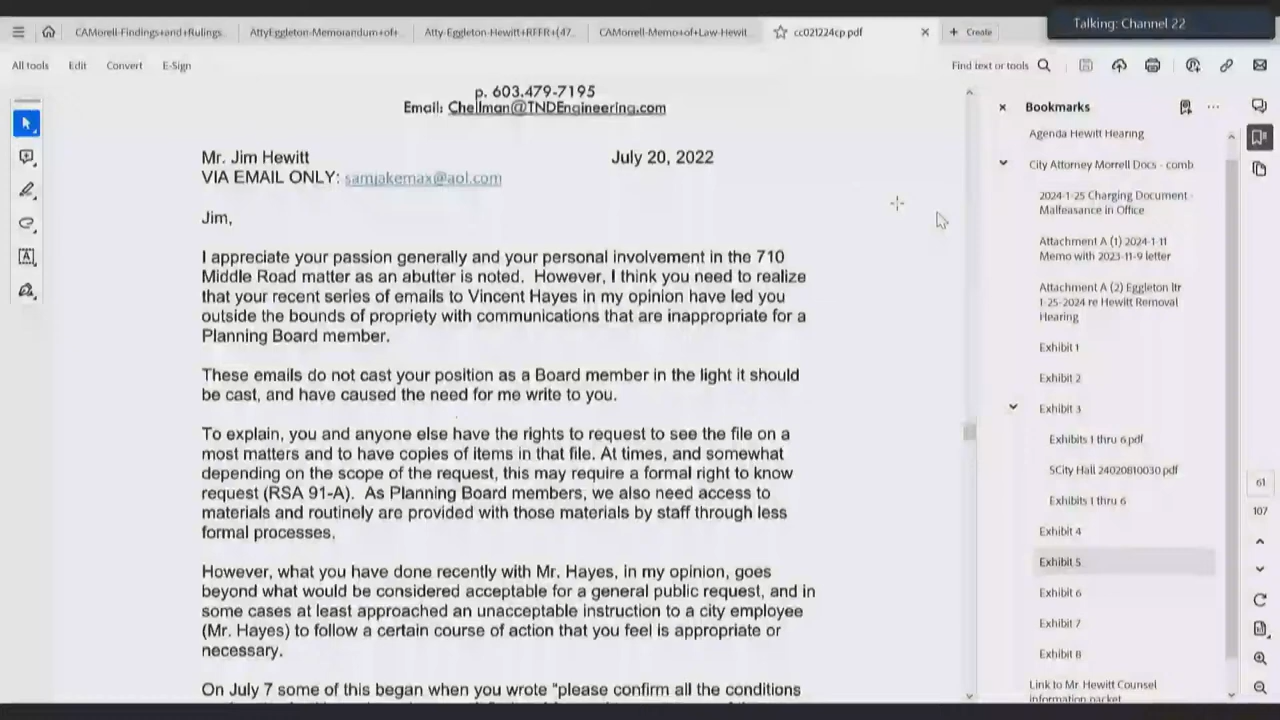 Talking: Channel 22
CAMorell-Findings+and+Rulings
AttyEggleton-Memorandum+of+
Atty-Eggleton-Hewitt+RFFR+(47
CAMorrell-Memo+of+Law-Hewit
cc021224cp.pdf
Create
All tools
Edit
Convert
E-Sign
Find text or tools
p. 603.479-7195
Email: Chellman@TNDEngineering.com
Mr. Jim Hewitt July 20, 2022
VIA EMAIL ONLY: samjakemax@aol.com
Jim,
I appreciate your passion generally and your personal involvement in the 710
Middle Road matter as an abutter is noted. However, I think you need to realize
that your recent series of emails to Vincent Hayes in my opinion have led you
outside the bounds of propriety with communications that are inappropriate for a
Planning Board member.
These emails do not cast your position as a Board member in the light it should
be cast, and have caused the need for me write to you.
To explain, you and anyone else have the rights to request to see the file on a
most matters and to have copies of items in that file. At times, and somewhat
depending on the scope of the request, this may require a formal right to know
request (RSA 91-A). As Planning Board members, we also need access to
materials and routinely are provided with those materials by staff through less
formal processes.
However, what you have done recently with Mr. Hayes, in my opinion, goes
beyond what would be considered acceptable for a general public request, and in
some cases at least approached an unacceptable instruction to a city employee
(Mr. Hayes) to follow a certain course of action that you feel is appropriate or
necessary.
On July 7 some of this began when you wrote "please confirm all the conditions
Bookmarks
Agenda Hewitt Hearing
City Attorney Morrell Docs - comb
2024-1-25 Charging Document -
Malfeasance in Office
Attachment A (1) 2024-1-11
Memo with 2023-11-9 letter
Attachment A (2) Eggleton ltr
1-25-2024 re Hewitt Removal
Hearing
Exhibit 1
Exhibit 2
Exhibit 3
Exhibits 1 thru 6.pdf
SCity Hall 24020810030.pdf
Exhibits 1 thru 6
Exhibit 4
Exhibit 5
Exhibit 6
Exhibit 7
Exhibit 8
Link to Mr Hewitt Counsel
information packet
61
107